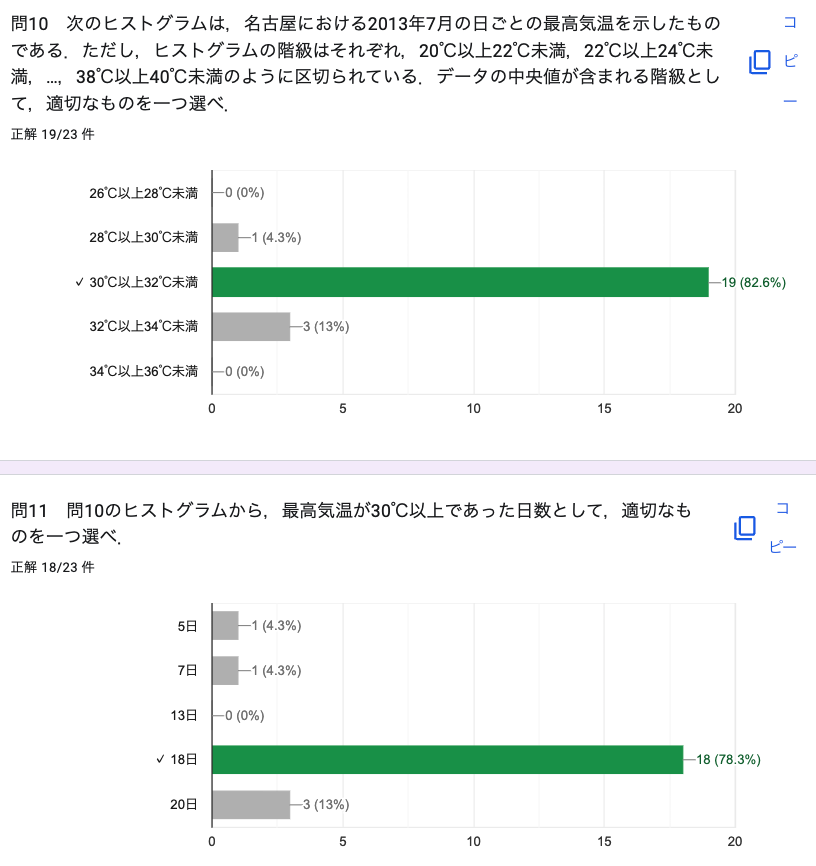 問10　次のヒストグラムは，名古屋における2013年7月の日ごとの最高気温を示したもの
である．ただし，ヒストグラムの階級はそれぞれ，20℃以上22℃未満，22℃以上24℃未
満，...，38℃以上40℃未満のように区切られている．データの中央値が含まれる階級とし
て，適切なものを一つ選べ．
コピー
正解 19/23 件
26℃以上28℃未満 0 (0%)
28℃以上30℃未満 1 (4.3%)
✓ 30℃以上32℃未満 19 (82.6%)
32℃以上34℃未満 3 (13%)
34℃以上36℃未満 0 (0%)
0 5 10 15 20
問11　問10のヒストグラムから，最高気温が30℃以上であった日数として，適切なも
のを一つ選べ．
コピー
正解 18/23 件
5日 1 (4.3%)
7日 1 (4.3%)
13日 0 (0%)
✓ 18日 18 (78.3%)
20日 3 (13%)
0 5 10 15 20